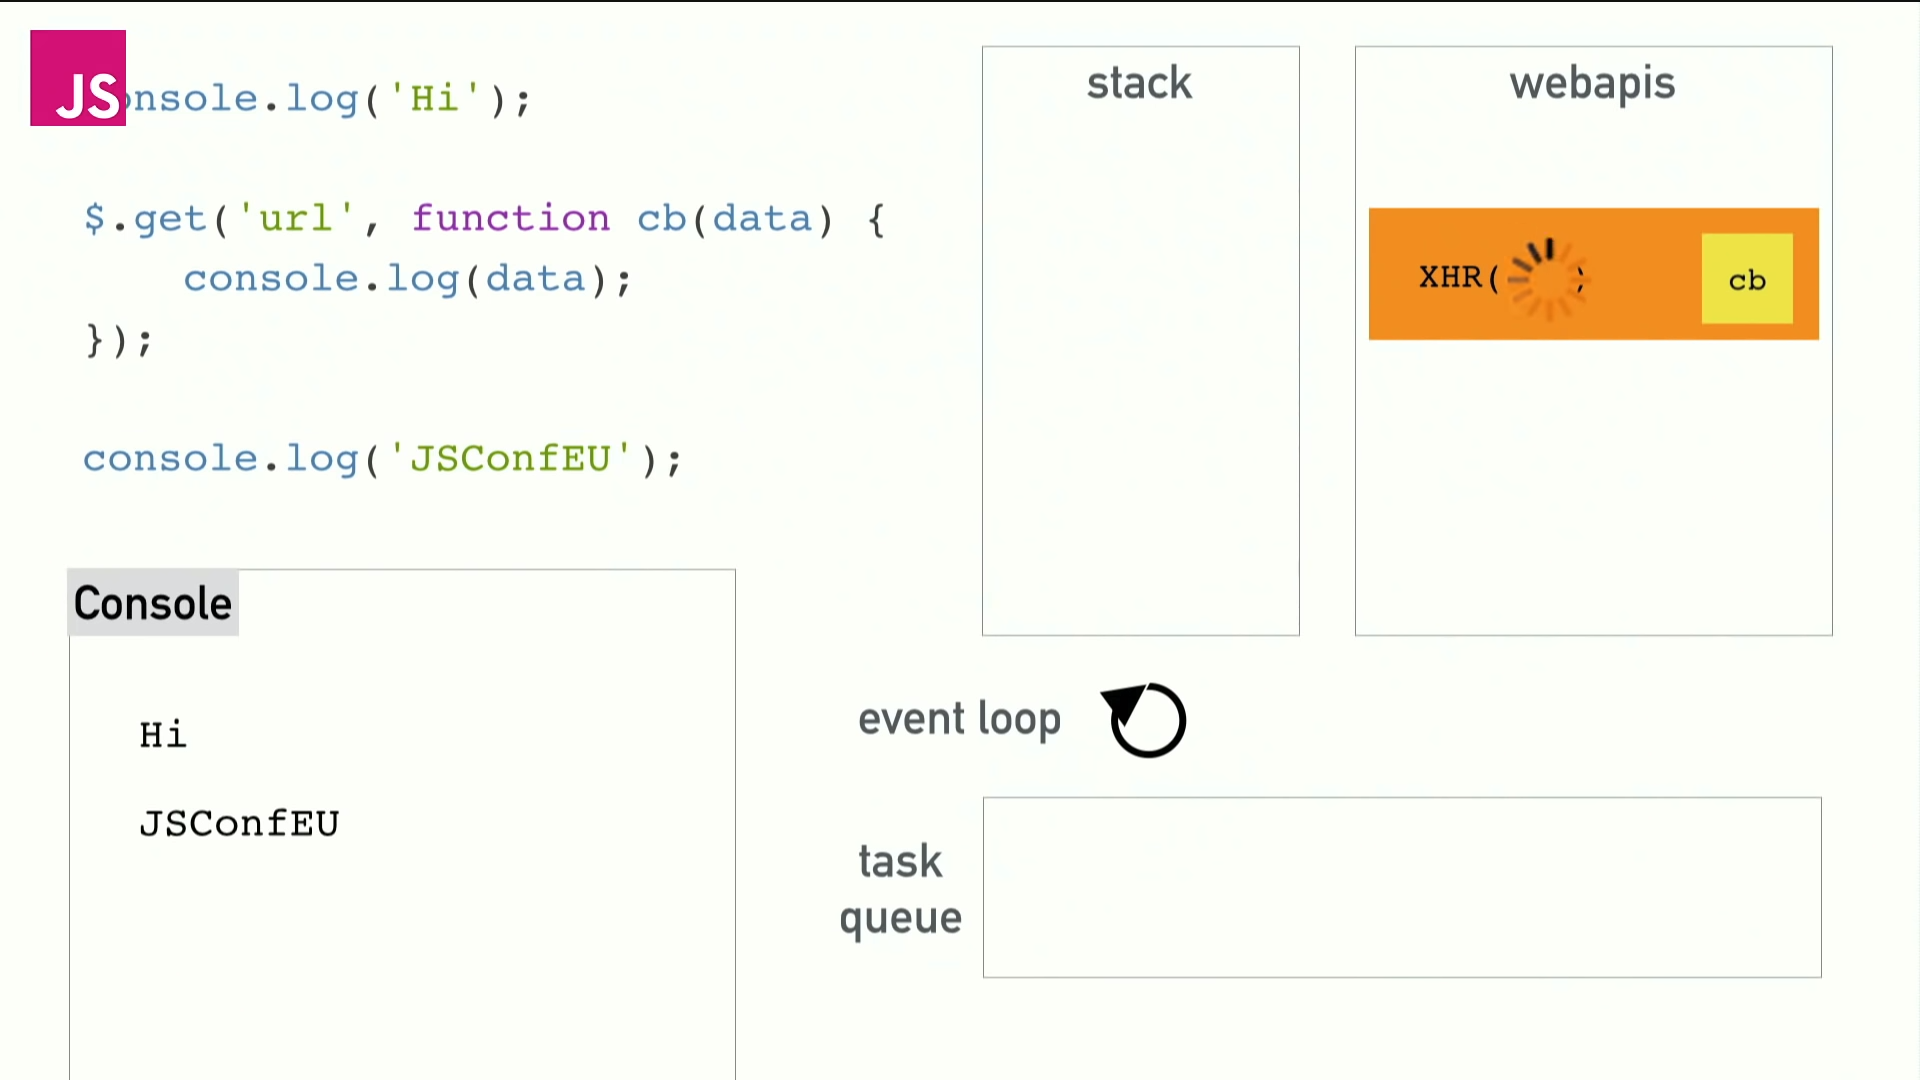 JS
onsole.log('Hi');
$.get('url', function cb(data) {
console.log(data);
});
console.log('JSConfEU');
Console
Hi
JSConfEU
stack
webapis
XHR( ;
cb
event loop
task
queue